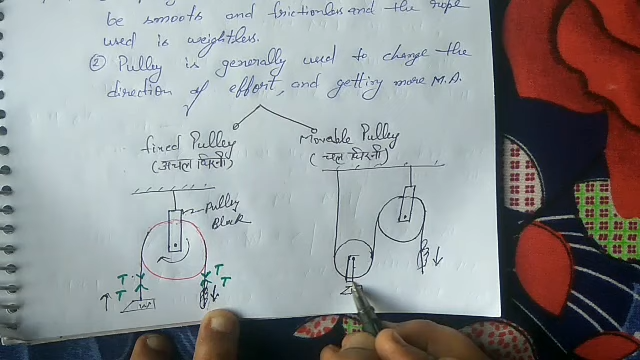 be smooth and frictionless and the rope
used is weightless.
② Pulley is generally used to change the
direction of effort, and getting more M.A.
fixed Pulley
(अचल घिरनी)
Movable Pulley
(चल घिरनी)
Pulley
Block
T
T
T
T
W